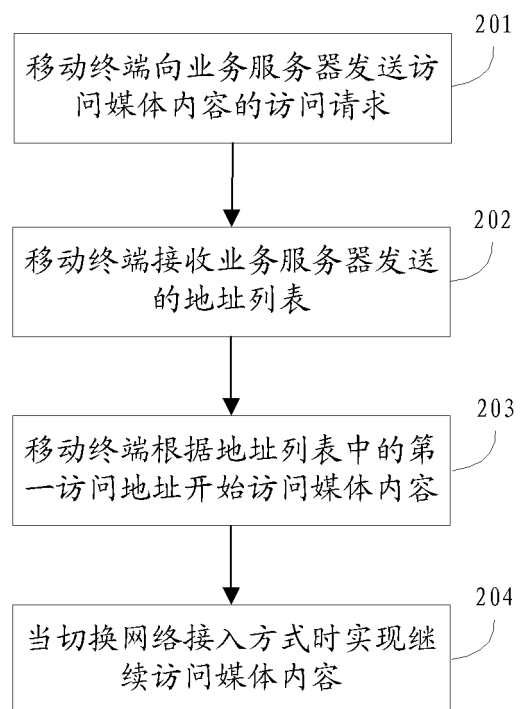 201
移动终端向业务服务器发送访
问媒体内容的访问请求
202
移动终端接收业务服务器发送
的地址列表
203
移动终端根据地址列表中的第
一访问地址开始访问媒体内容
204
当切换网络接入方式时实现继
续访问媒体内容